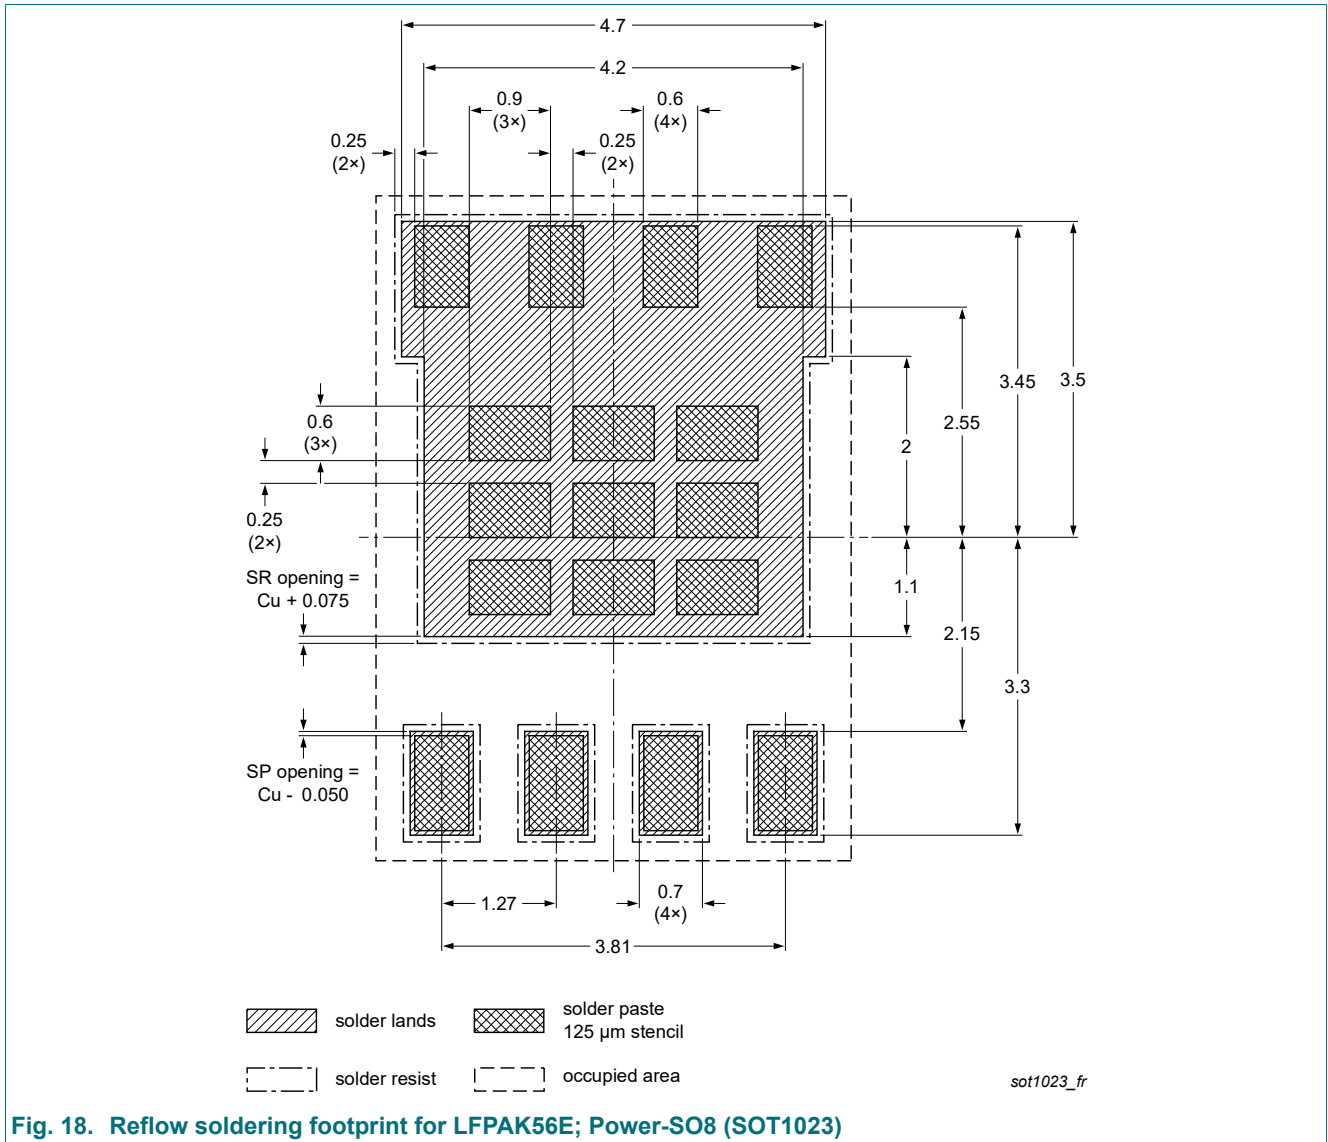 4.7
4.2
0.9
(3×)
0.6
(4×)
0.25
(2×)
0.25
(2×)
3.45
3.5
2.55
2
0.6
(3×)
0.25
(2×)
SR opening =
Cu + 0.075
1.1
2.15
3.3
SP opening =
Cu - 0.050
1.27
0.7
(4×)
3.81
solder lands
solder paste
125 µm stencil
solder resist
occupied area
sot1023_fr
Fig. 18. Reflow soldering footprint for LFPAK56E; Power-SO8 (SOT1023)